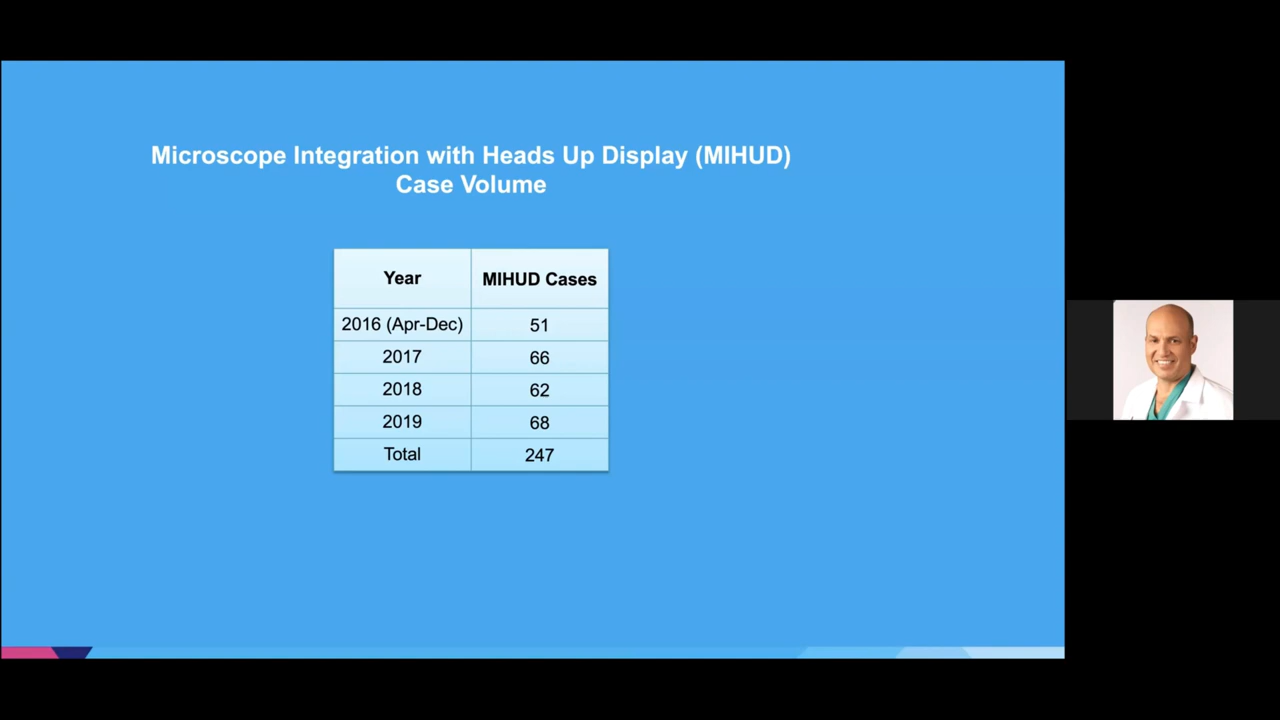 Microscope Integration with Heads Up Display (MIHUD)
Case Volume
Year MIHUD Cases
2016 (Apr-Dec) 51
2017 66
2018 62
2019 68
Total 247